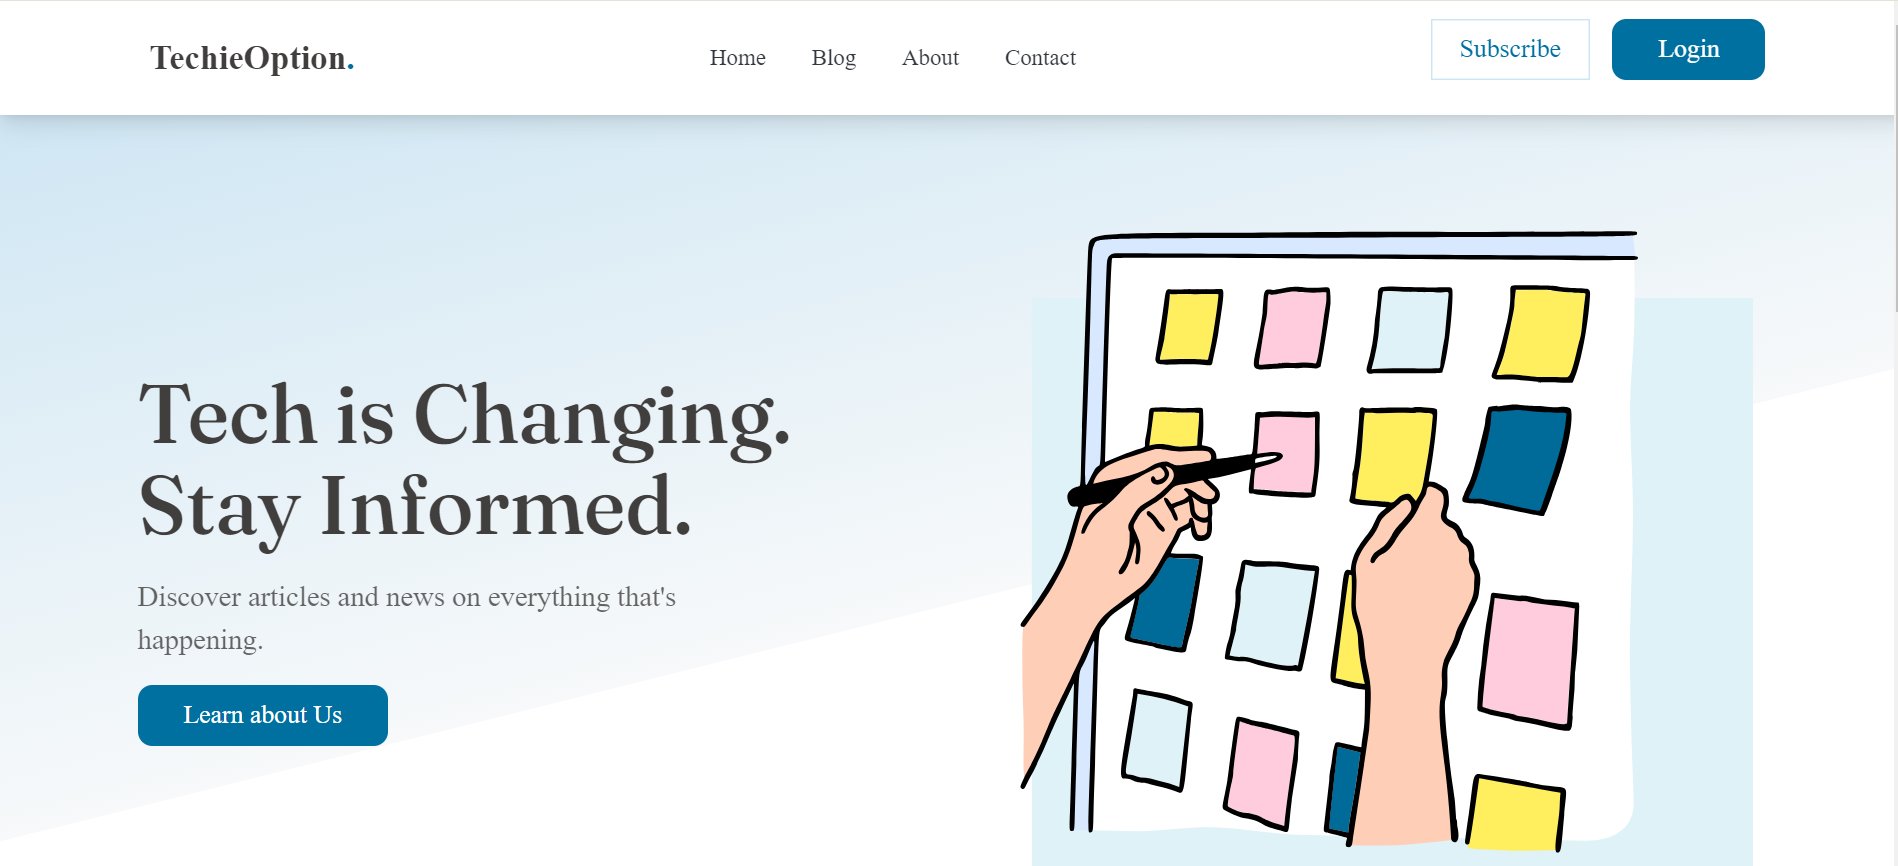 TechieOption.
Home Blog About Contact
Subscribe
Login
Tech is Changing.
Stay Informed.
Discover articles and news on everything that's
happening.
Learn about Us